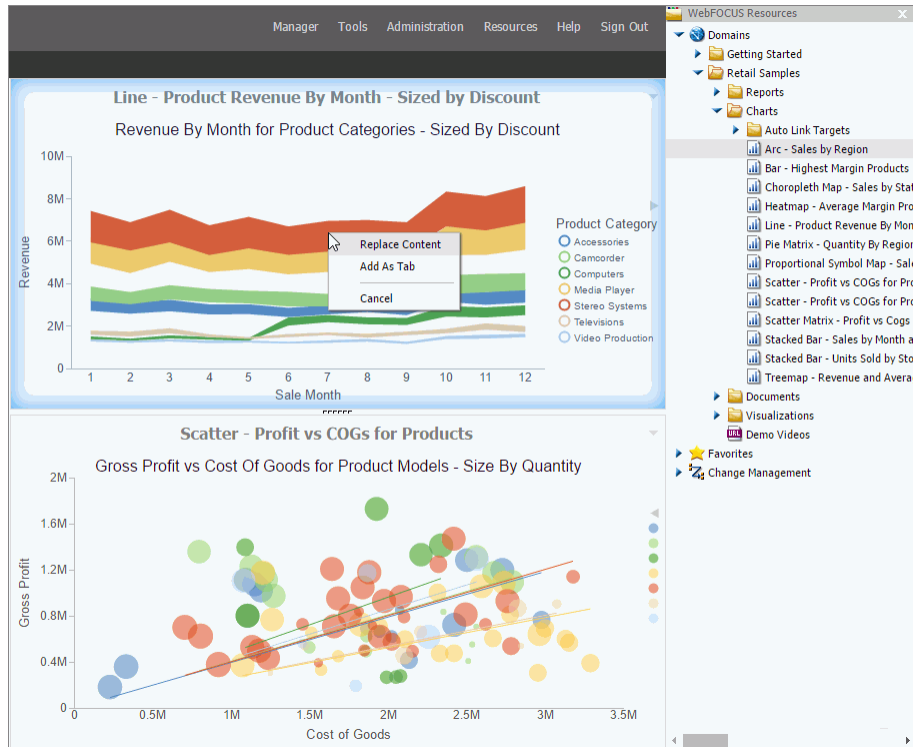 Manager Tools Administration Resources Help Sign Out
Line - Product Revenue By Month - Sized by Discount
Revenue By Month for Product Categories - Sized By Discount
10M
8M
6M
4M
2M
0
Revenue
1 2 3 4 5 6 7 8 9 10 11 12
Sale Month
Product Category
Accessories
Camcorder
Computers
Media Player
Stereo Systems
Televisions
Video Production
Replace Content
Add As Tab
Cancel
Scatter - Profit vs COGs for Products
Gross Profit vs Cost Of Goods for Product Models - Size By Quantity
2M
1.6M
1.2M
0.8M
0.4M
0
Gross Profit
0 0.5M 1M 1.5M 2M 2.5M 3M 3.5M
Cost of Goods
WebFOCUS Resources
Domains
Getting Started
Retail Samples
Reports
Charts
Auto Link Targets
Arc - Sales by Region
Bar - Highest Margin Products
Choropleth Map - Sales by Stat
Heatmap - Average Margin Pro
Line - Product Revenue By Mon
Pie Matrix - Quantity By Region
Proportional Symbol Map - Sale
Scatter - Profit vs COGs for Pro
Scatter - Profit vs COGs for Pro
Scatter Matrix - Profit vs Cogs
Stacked Bar - Sales by Month a
Stacked Bar - Units Sold by Sto
Treemap - Revenue and Avera
Documents
Visualizations
URL Demo Videos
Favorites
Change Management